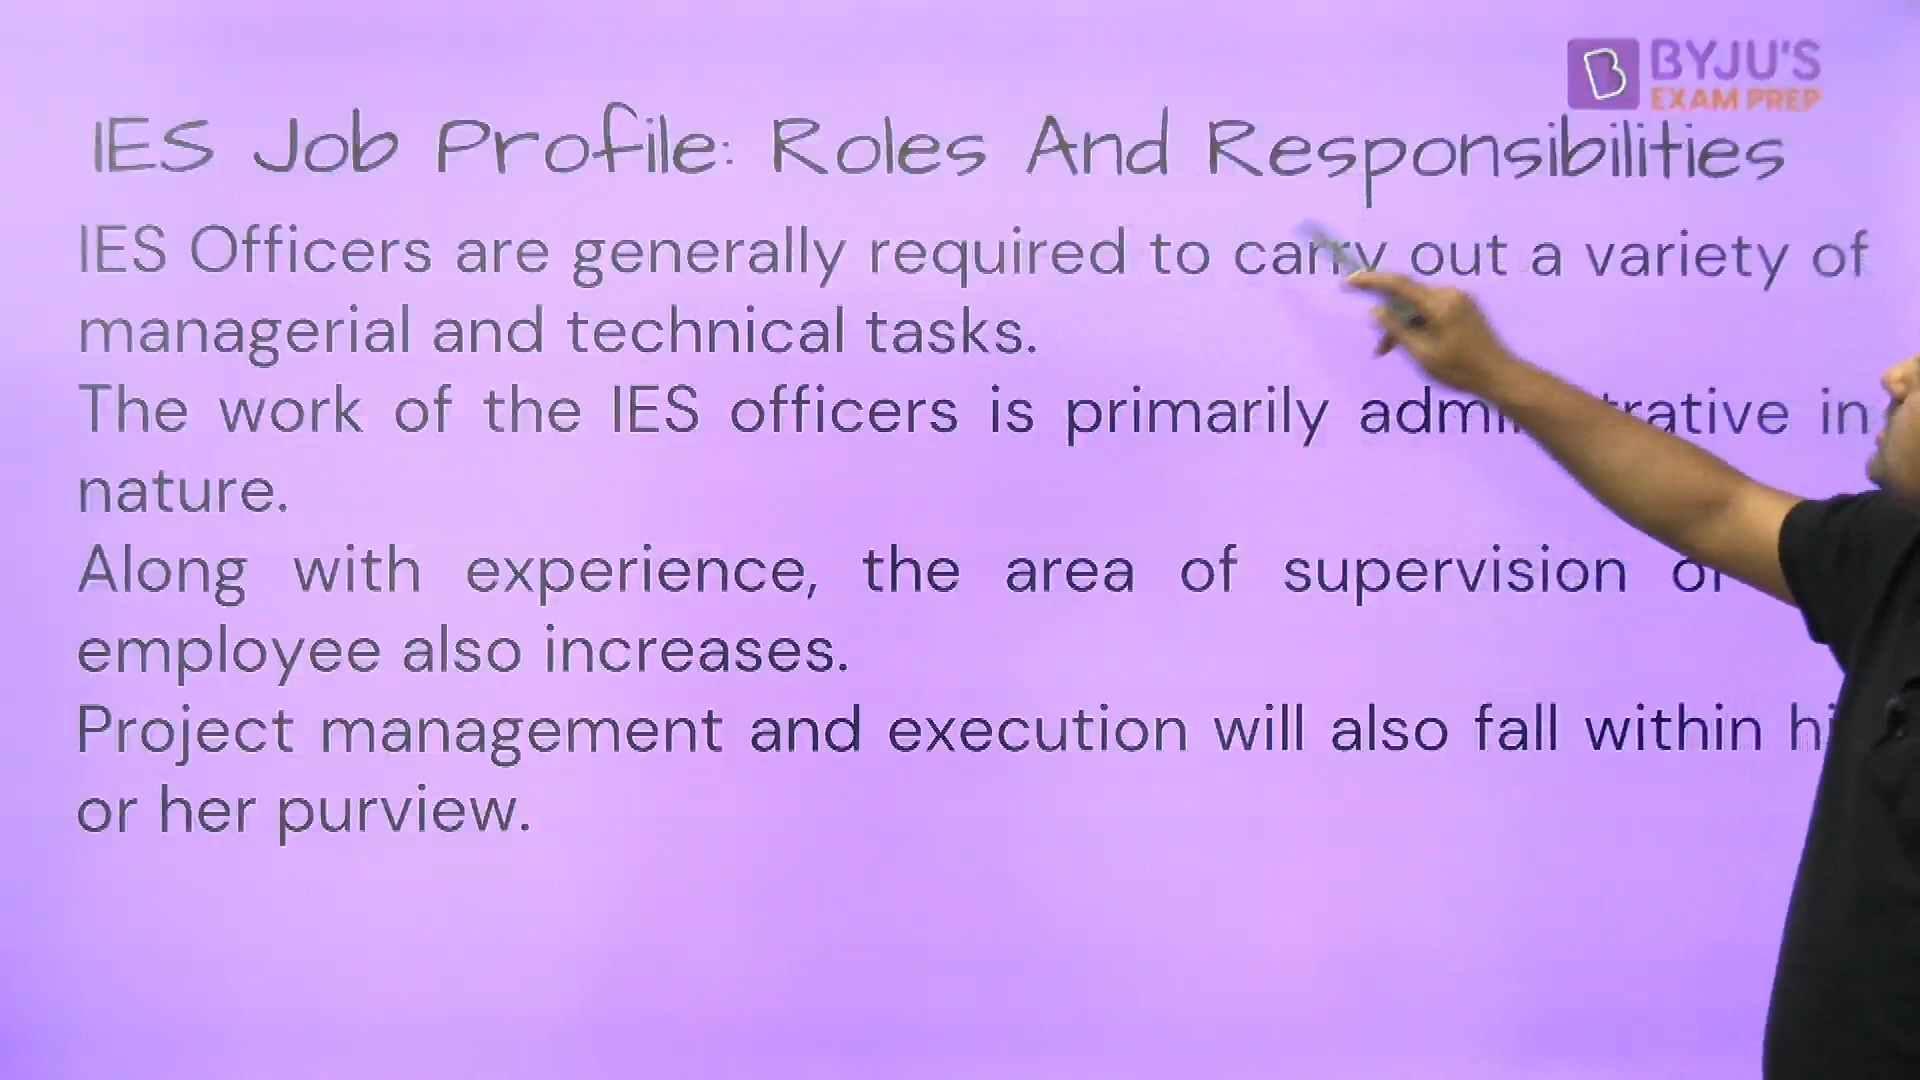 BYJU'S
EXAM PREP
IES Job Profile: Roles And Responsibilities
IES Officers are generally required to carry out a variety of
managerial and technical tasks.
The work of the IES officers is primarily in
nature.
Along with experience, the area of supervision
employee also increases.
Project management and execution will also fall within
or her purview.